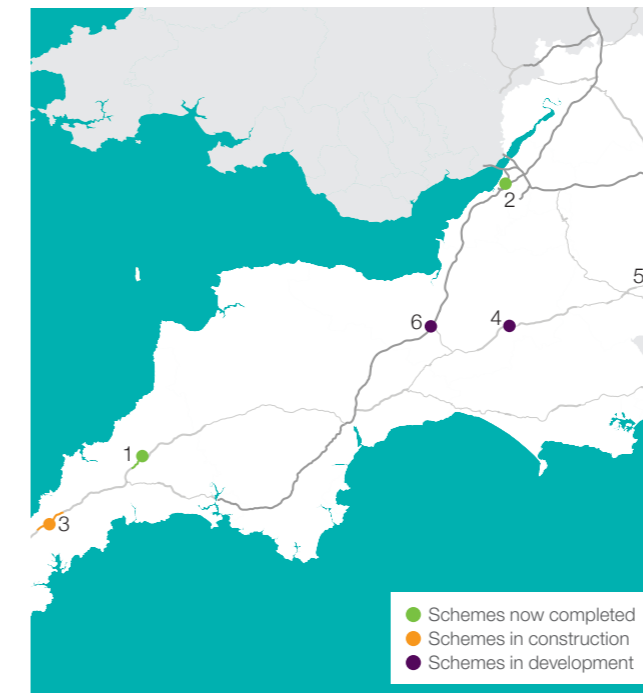 2
5
6
4
1
3
Schemes now completed
Schemes in construction
Schemes in development